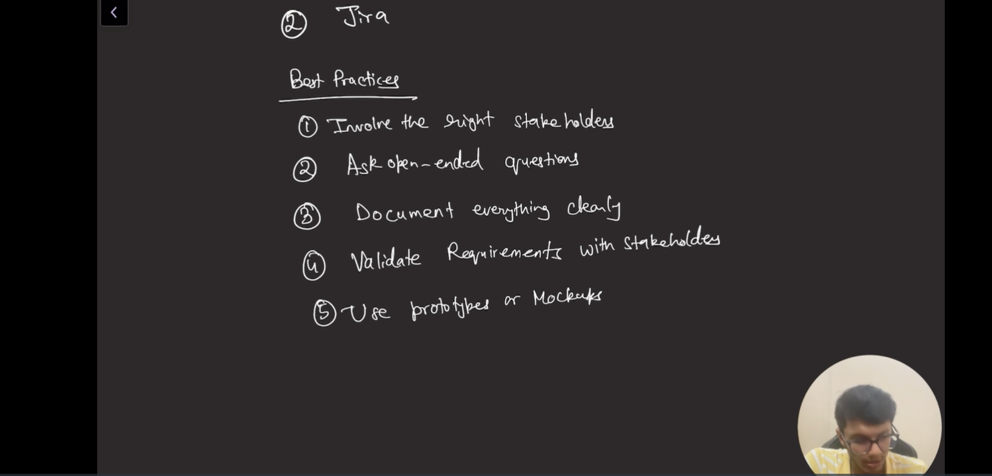 ② Jira
Best Practices
① Involve the right stakeholders
② Ask open-ended questions
③ Document everything clearly
④ Validate Requirements with stakeholders
⑤ Use prototypes or Mockups